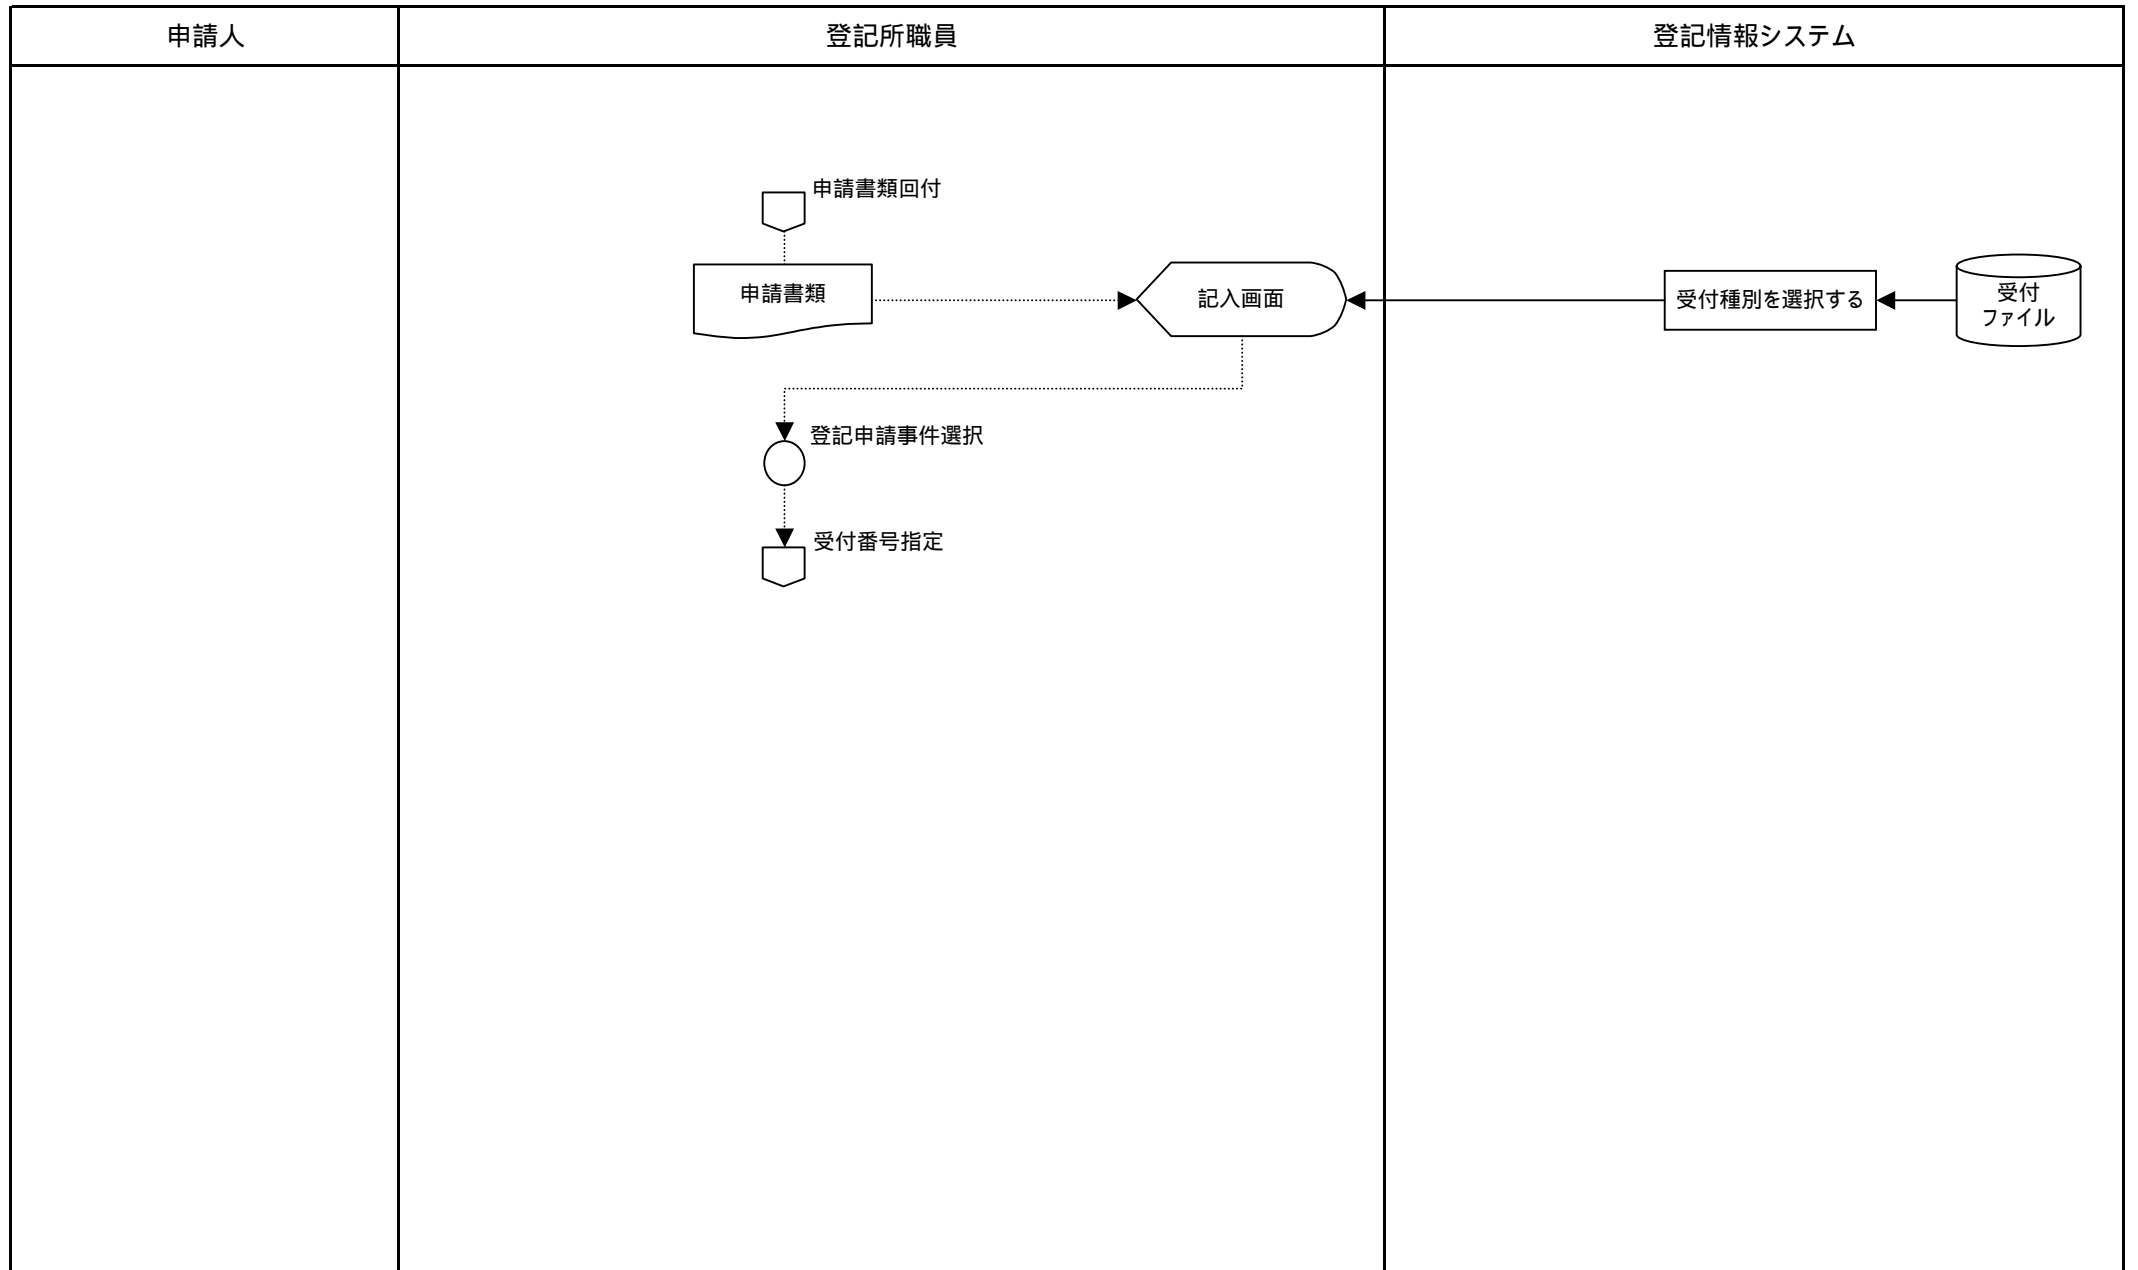 申請人
登記所職員
登記情報システム
申請書類回付
申請書類
記入画面
受付種別を選択する
受付
ファイル
登記申請事件選択
受付番号指定